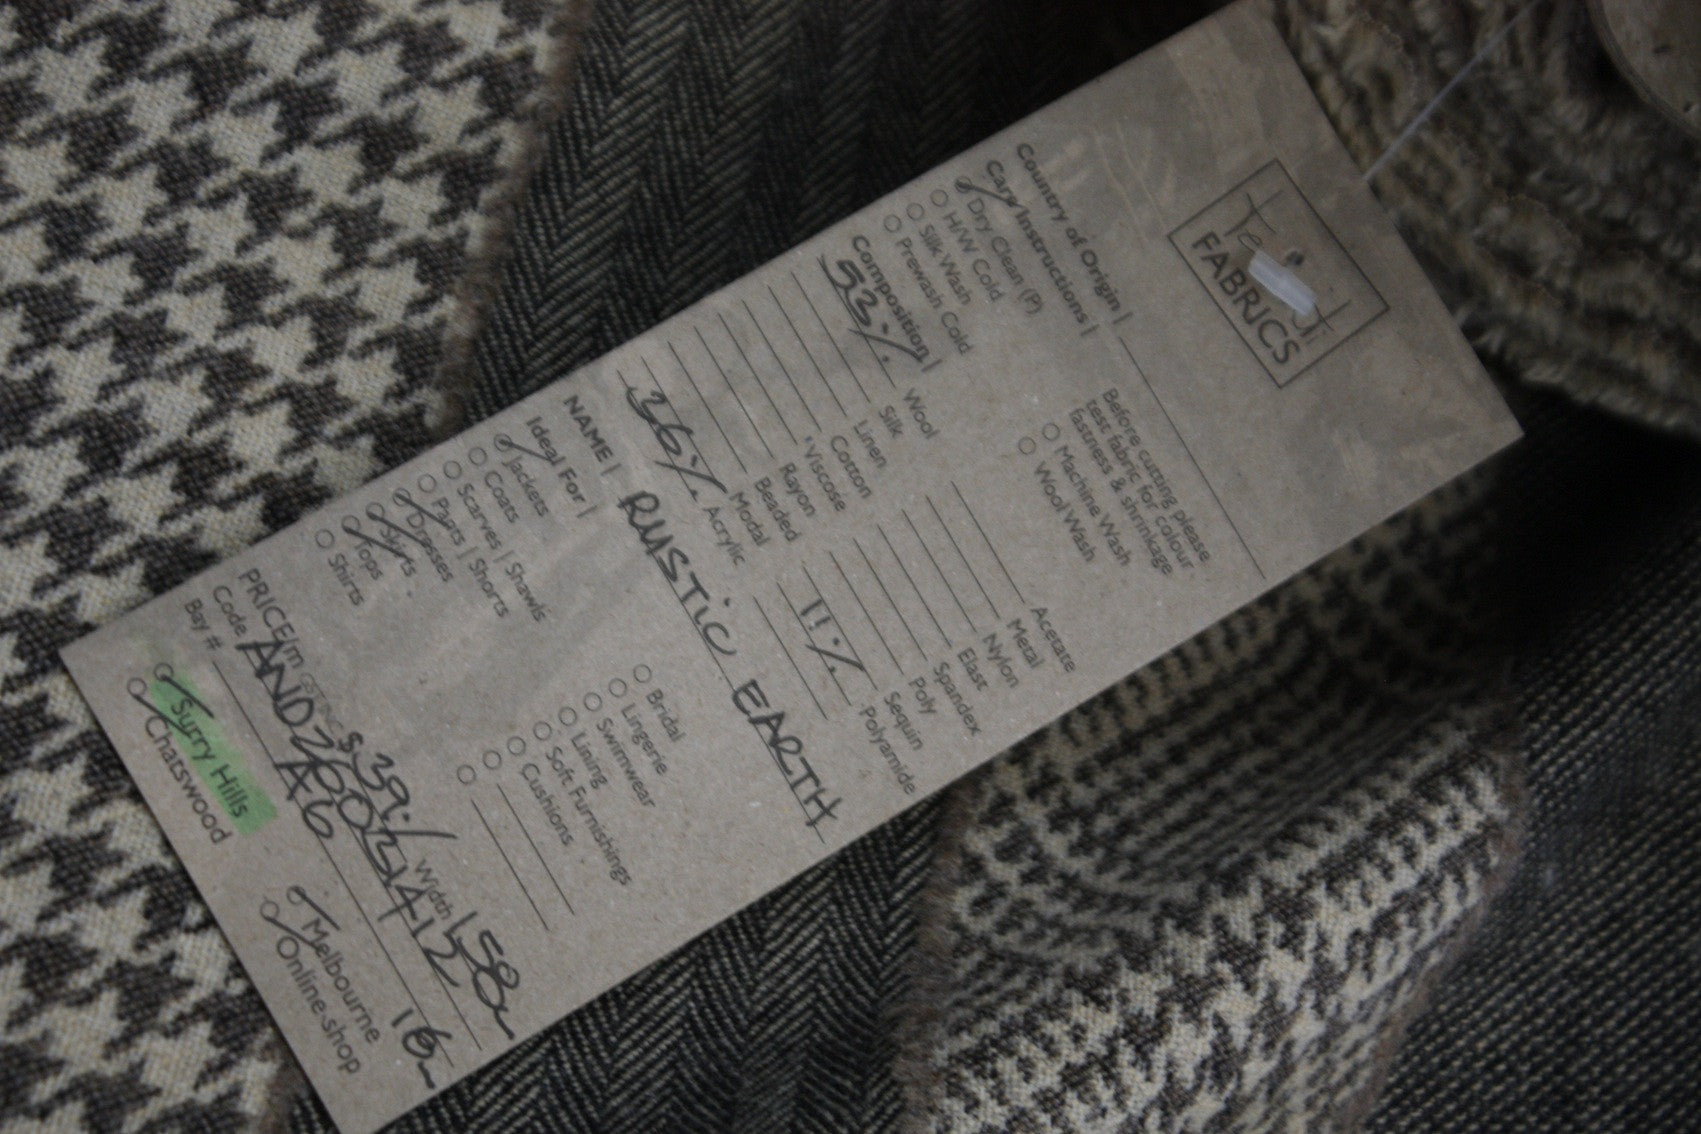 FABRICS
Country of Origin |
Care Instructions |
Dry Clean (P)
H/W Cold
Silk Wash
Prewash Cold
Before cutting please
test fabric for colour
fastness & shrinkage
Machine Wash
Wool Wash
Composition |
53% Wool
Silk
Linen
Cotton
*Viscose
Rayon
Beaded
Modal
36% Acrylic
Acetate
Metal
Nylon
Elast
Spandex
Poly
Sequin
11% Polyamide
NAME | RUSTIC EARTH
Ideal For |
Jackets
Coats
Scarves | Shawls
Pants | Shorts
Dresses
Skirts
Tops
Shirts
Bridal
Lingerie
Swimwear
Lining
Soft Furnishings
Cushions
PRICE/m $39./ Width 158
Code AND20031412
Bay # A6
Surry Hills
Chatswood
Melbourne
Online shop